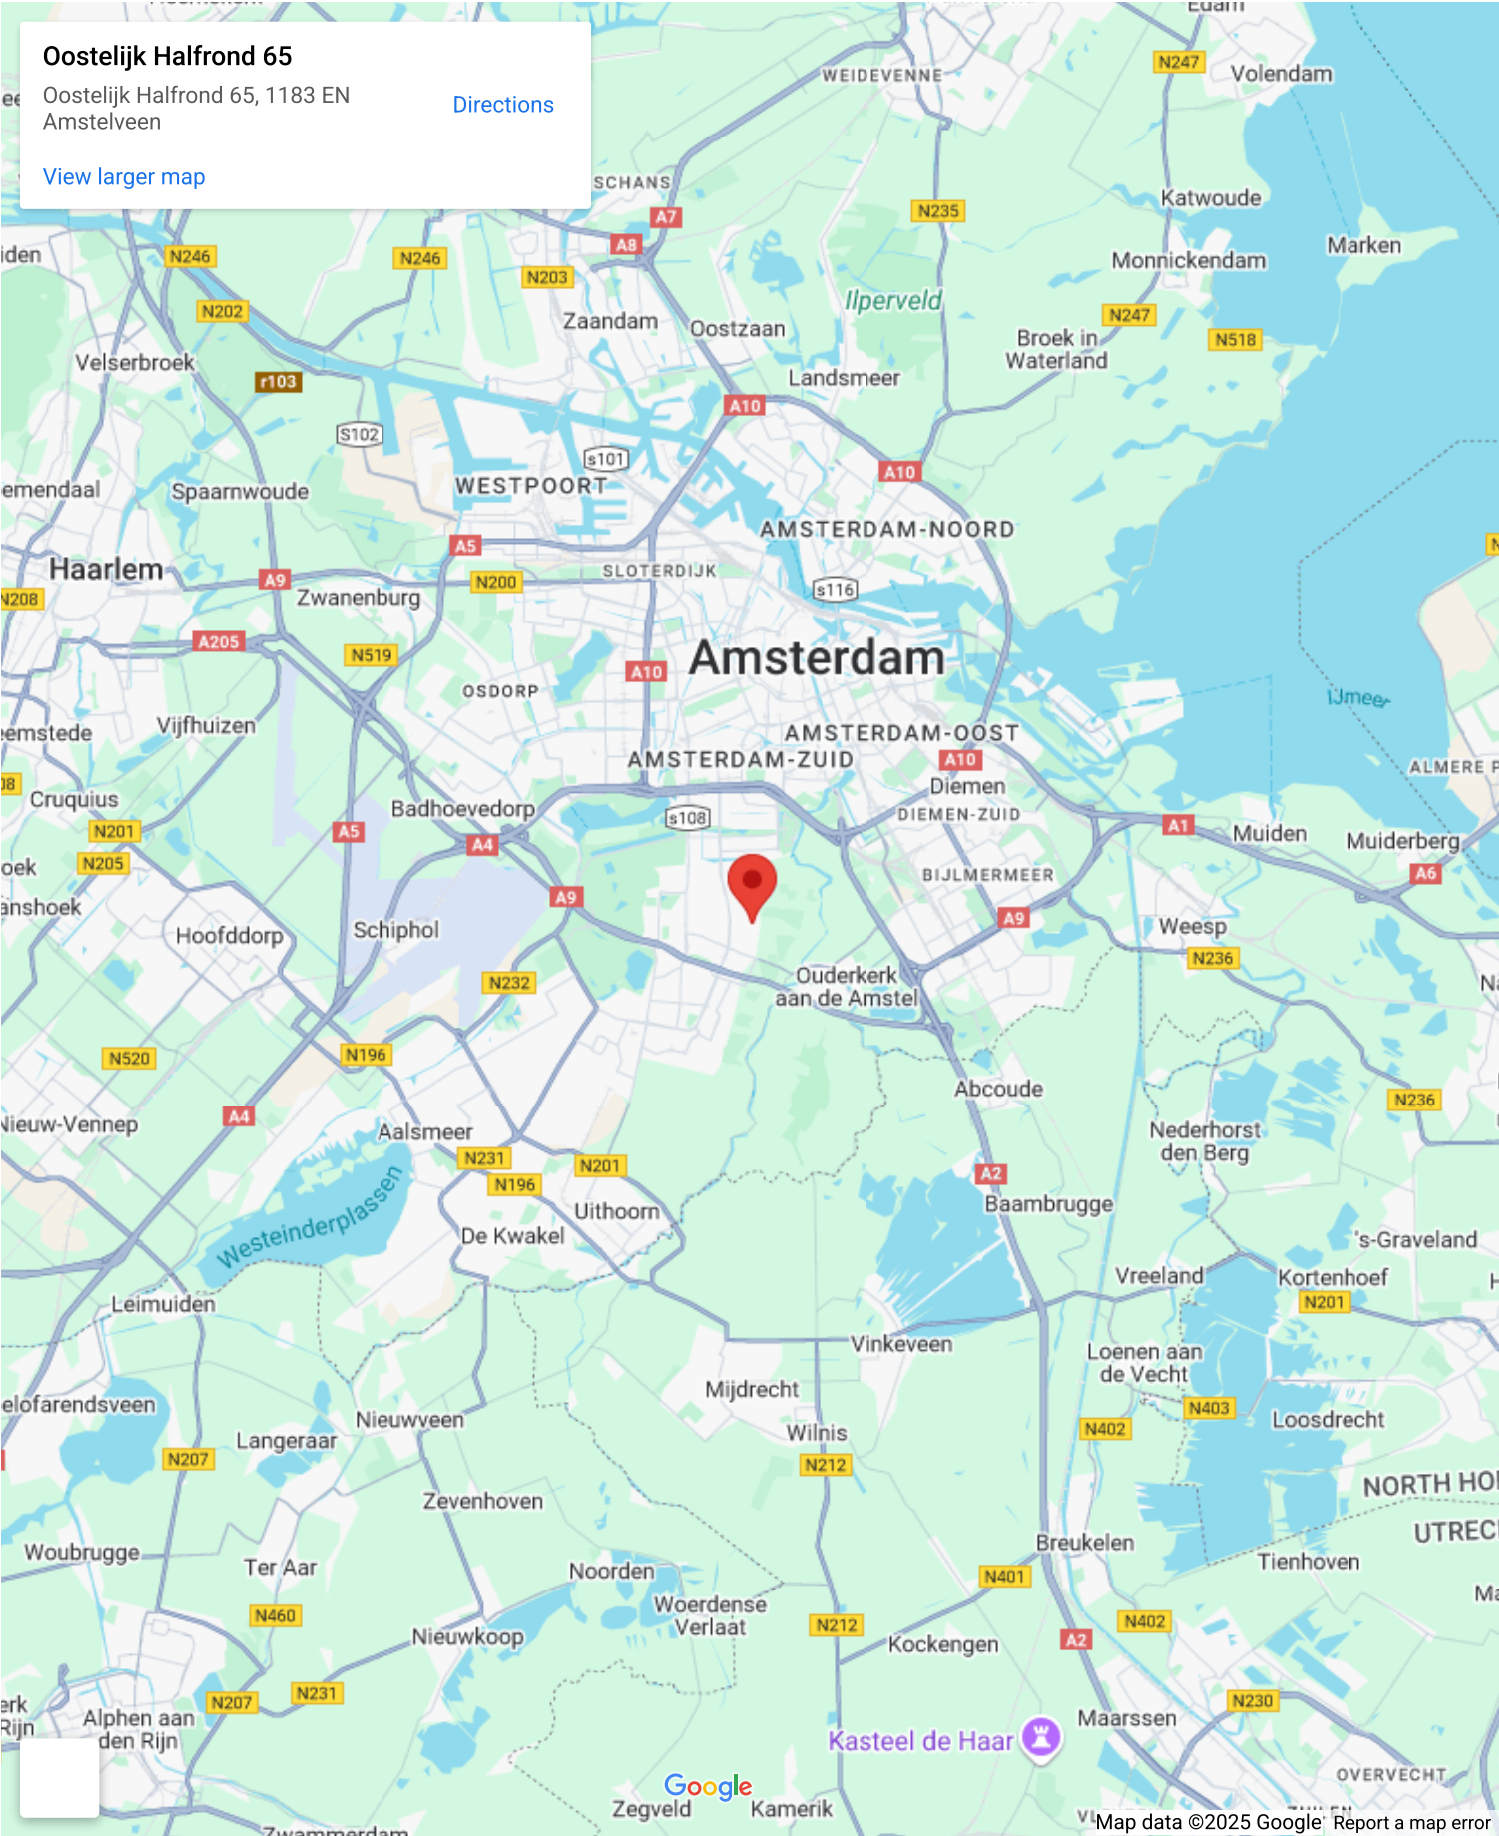 Oostelijk Halfrond 65
Oostelijk Halfrond 65, 1183 EN
Amstelveen
Directions
View larger map
Edam
N247
Volendam
WEIDEVENNE
SCHANS
A7
N235
Katwoude
A8
Marken
N246
N246
N203
Monnickendam
N202
Ilperveld
Zaandam
Oostzaan
N247
Broek in
Waterland
N518
Velserbroek
r103
Landsmeer
A10
S102
s101
A10
WESTPOORT
Spaarnwoude
AMSTERDAM-NOORD
A5
Haarlem
A9
N200
SLOTERDIJK
s116
N208
Zwanenburg
A205
N519
Amsterdam
A10
OSDORP
IJmeer
Vijfhuizen
AMSTERDAM-OOST
AMSTERDAM-ZUID
A10
Diemen
ALMERE P
Cruquius
Badhoevedorp
s108
DIEMEN-ZUID
N201
A5
A4
A1
Muiden
Muiderberg
N205
A6
BIJLMERMEER
A9
A9
Schiphol
Hoofddorp
Weesp
N236
Ouderkerk
aan de Amstel
N232
N520
N196
Abcoude
N236
A4
Nieuw-Vennep
Aalsmeer
Nederhorst
den Berg
N231
N201
N196
A2
Baambrugge
Westeinderplassen
Uithoorn
De Kwakel
's-Graveland
Vreeland
Kortenhoef
N201
Leimuiden
Vinkeveen
Loenen aan
de Vecht
Mijdrecht
elofarendsveen
Nieuwveen
N403
Loosdrecht
N402
Langeraar
Wilnis
N207
N212
NORTH HOL
Zevenhoven
UTREC
Breukelen
Woubrugge
Ter Aar
Noorden
Tienhoven
N401
Woerdense
Verlaat
N460
N212
N402
Nieuwkoop
Kockengen
A2
N231
N207
N230
Alphen aan
den Rijn
Maarssen
Kasteel de Haar
OVERVECHT
Google
Zegveld
Kamerik
Zwammerdam
Map data ©2025 Google
Report a map error